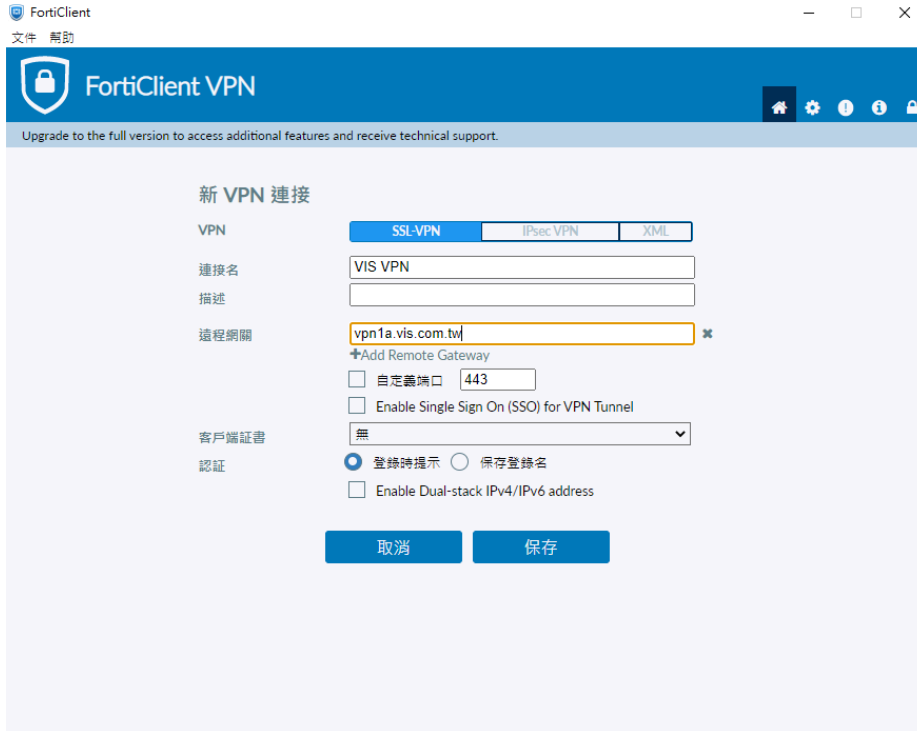 FortiClient
文件 幫助
FortiClient VPN
Upgrade to the full version to access additional features and receive technical support.
新 VPN 連接
VPN SSL-VPN IPsec VPN XML
連接名 VIS VPN
描述
遠程網關 vpn1a.vis.com.tw
+Add Remote Gateway
自定義端口 443
Enable Single Sign On (SSO) for VPN Tunnel
客戶端証書 無
認証 登錄時提示 保存登錄名
Enable Dual-stack IPv4/IPv6 address
取消 保存